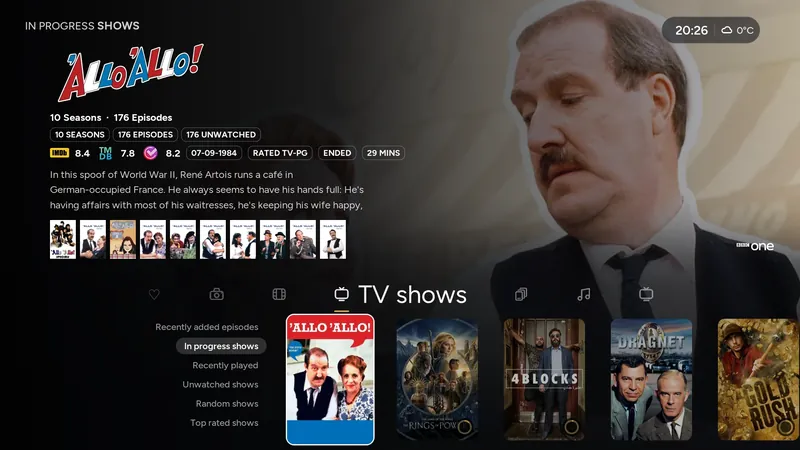 IN PROGRESS SHOWS
20:26
0°C
'ALLO 'ALLO!
10 Seasons · 176 Episodes
10 SEASONS 176 EPISODES 176 UNWATCHED
IMDb 8.4 TMDB 7.8 8.2 07-09-1984 RATED TV-PG ENDED 29 MINS
In this spoof of World War II, René Artois runs a café in
German-occupied France. He always seems to have his hands full: He's
having affairs with most of his waitresses, he's keeping his wife happy,
BBC one
TV shows
Recently added episodes
In progress shows
Recently played
Unwatched shows
Random shows
Top rated shows
'ALLO 'ALLO!
RINGS OF POW
4BLOCKS
DRAGNET
GOLD
RUSH